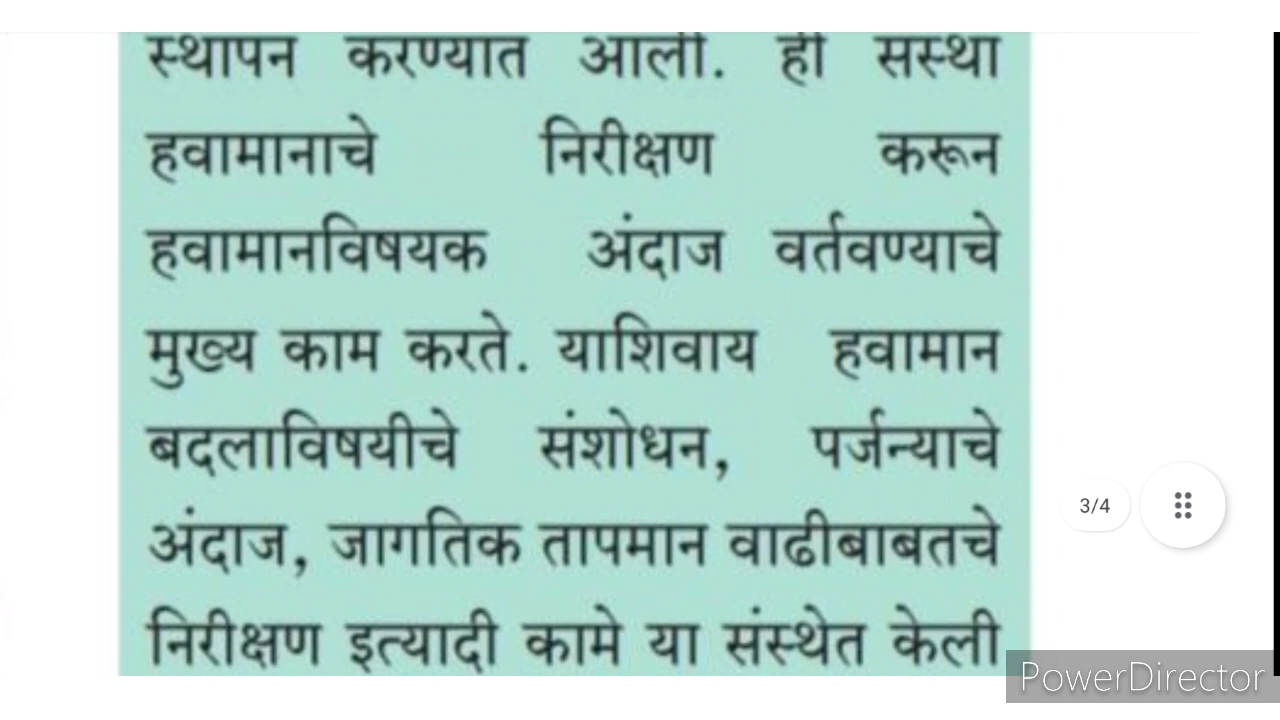 स्थापन करण्यात आली. ही संस्था
हवामानाचे निरीक्षण करून
हवामानविषयक अंदाज वर्तवण्याचे
मुख्य काम करते. याशिवाय हवामान
बदलाविषयीचे संशोधन, पर्जन्याचे
अंदाज, जागतिक तापमान वाढीबाबतचे
निरीक्षण इत्यादी कामे या संस्थेत केली
3/4
PowerDirector